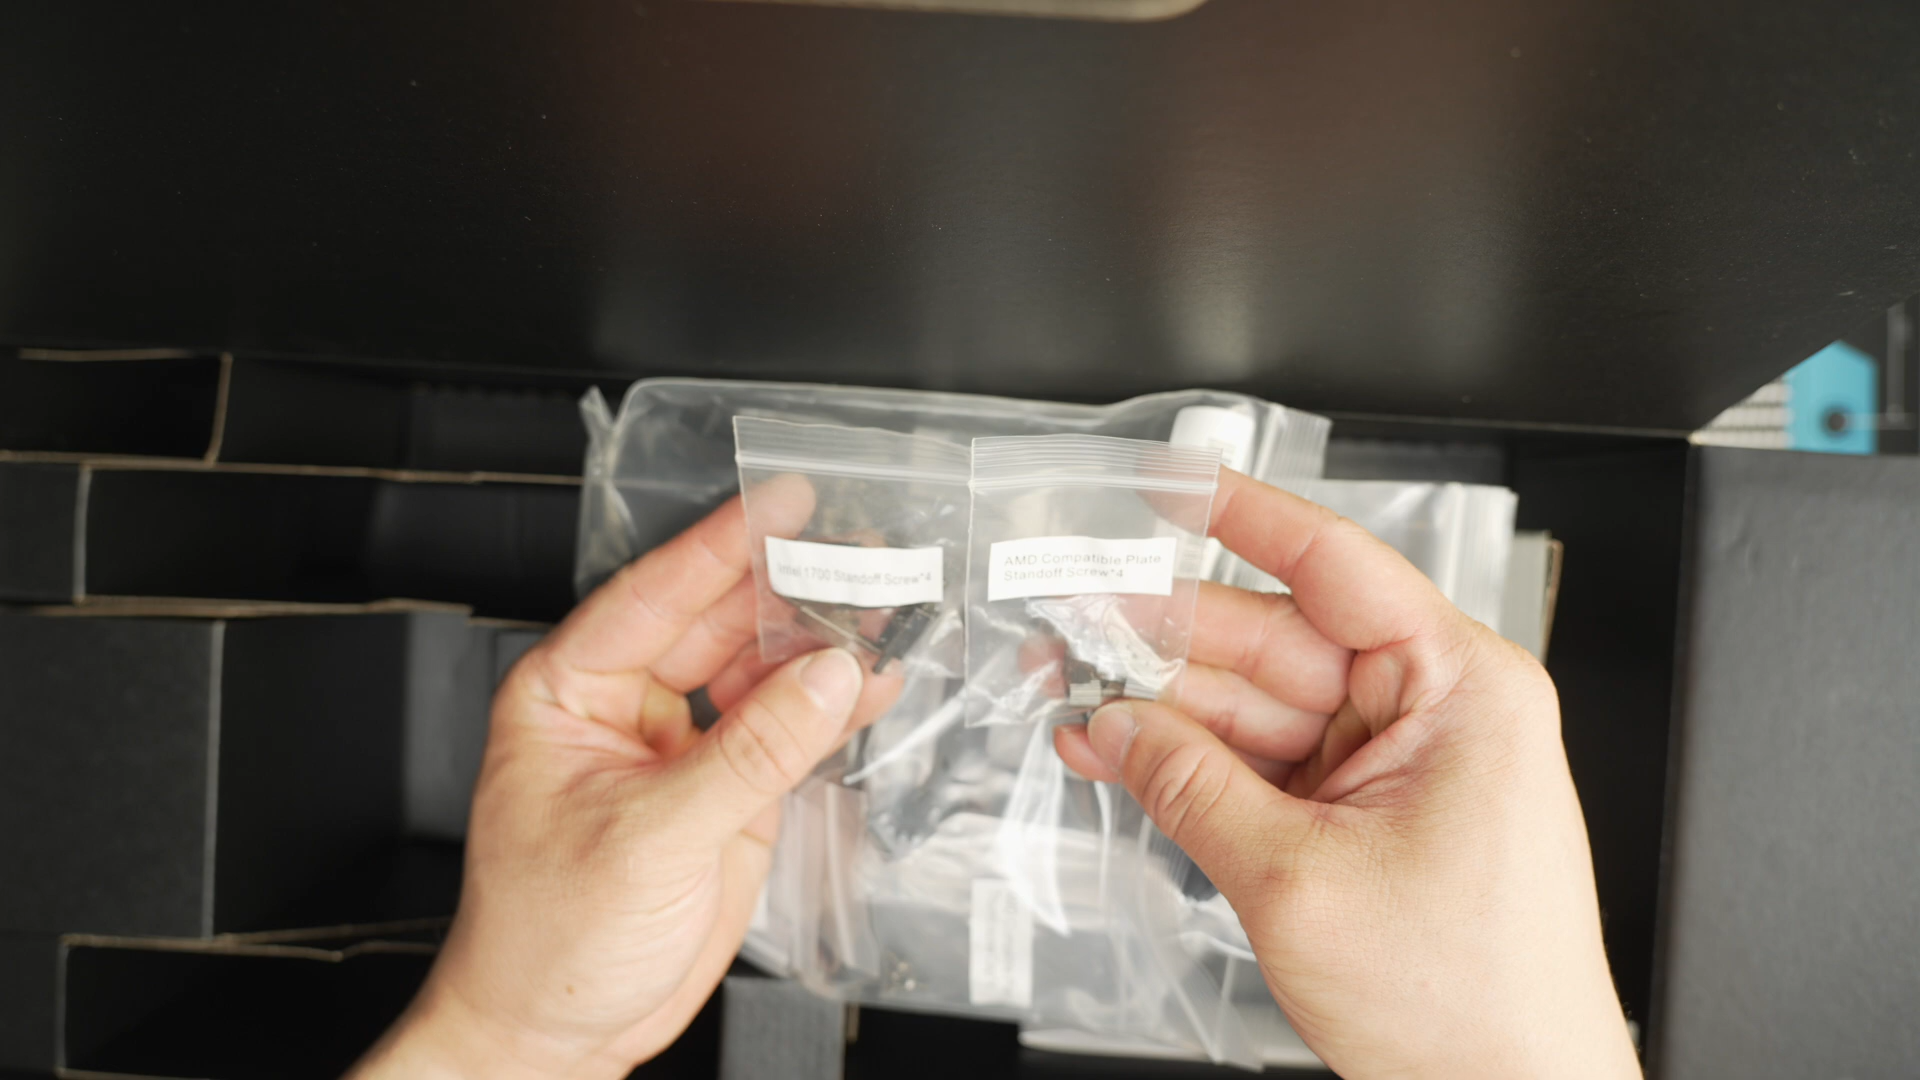 Intel 1700 Standoff Screw*4
AMD Compatible Plate
Standoff Screw*4